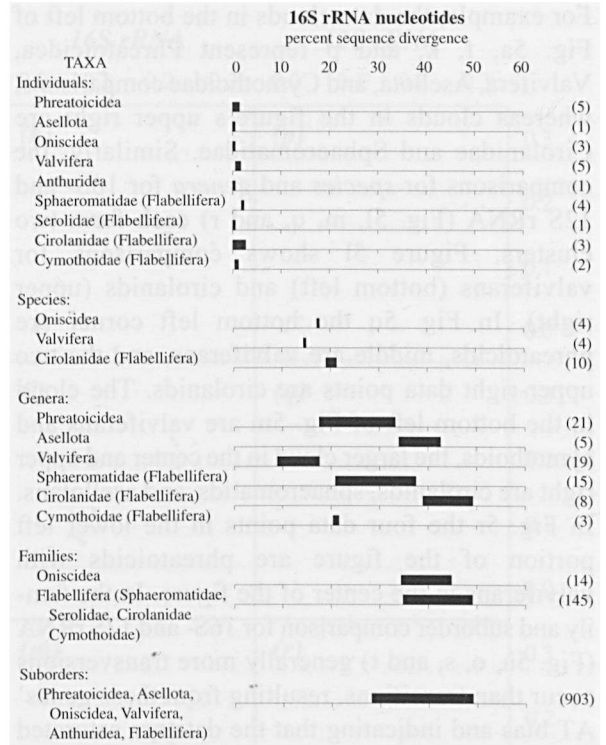 16S rRNA nucleotides
percent sequence divergence
TAXA
0 10 20 30 40 50 60
Individuals:
Phreatoicidea (5)
Asellota (1)
Oniscidea (3)
Valvifera (5)
Anthuridea (1)
Sphaeromatidae (Flabellifera) (4)
Serolidae (Flabellifera) (1)
Cirolanidae (Flabellifera) (3)
Cymothoidae (Flabellifera) (2)
Species:
Oniscidea (4)
Valvifera (4)
Cirolanidae (Flabellifera) (10)
Genera:
Phreatoicidea (21)
Asellota (5)
Valvifera (19)
Sphaeromatidae (Flabellifera) (15)
Cirolanidae (Flabellifera) (8)
Cymothoidae (Flabellifera) (3)
Families:
Oniscidea (14)
Flabellifera (Sphaeromatidae, (145)
Serolidae, Cirolanidae
Cymothoidae)
Suborders:
(Phreatoicidea, Asellota, (903)
Oniscidea, Valvifera,
Anthuridea, Flabellifera)